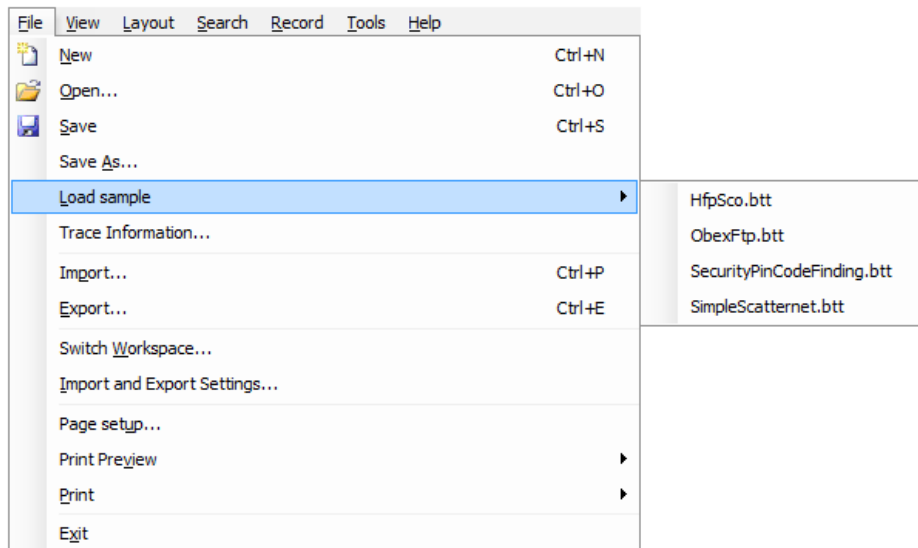 File View Layout Search Record Tools Help
New Ctrl+N
Open... Ctrl+O
Save Ctrl+S
Save As...
Load sample
Trace Information...
Import... Ctrl+P
Export... Ctrl+E
Switch Workspace...
Import and Export Settings...
Page setup...
Print Preview
Print
Exit
HfpSco.btt
ObexFtp.btt
SecurityPinCodeFinding.btt
SimpleScatternet.btt